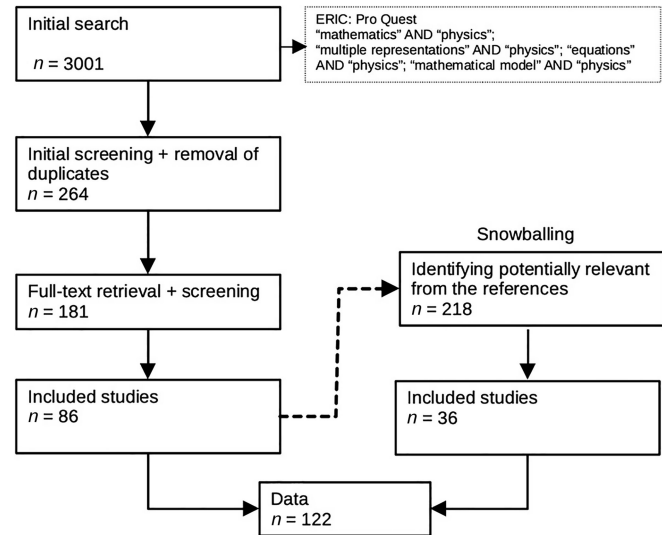 Initial search
n = 3001
ERIC: Pro Quest
“mathematics” AND “physics”;
“multiple representations” AND “physics”; “equations”
AND “physics”; “mathematical model” AND “physics”
Initial screening + removal of
duplicates
n = 264
Full-text retrieval + screening
n = 181
Included studies
n = 86
Snowballing
Identifying potentially relevant
from the references
n = 218
Included studies
n = 36
Data
n = 122